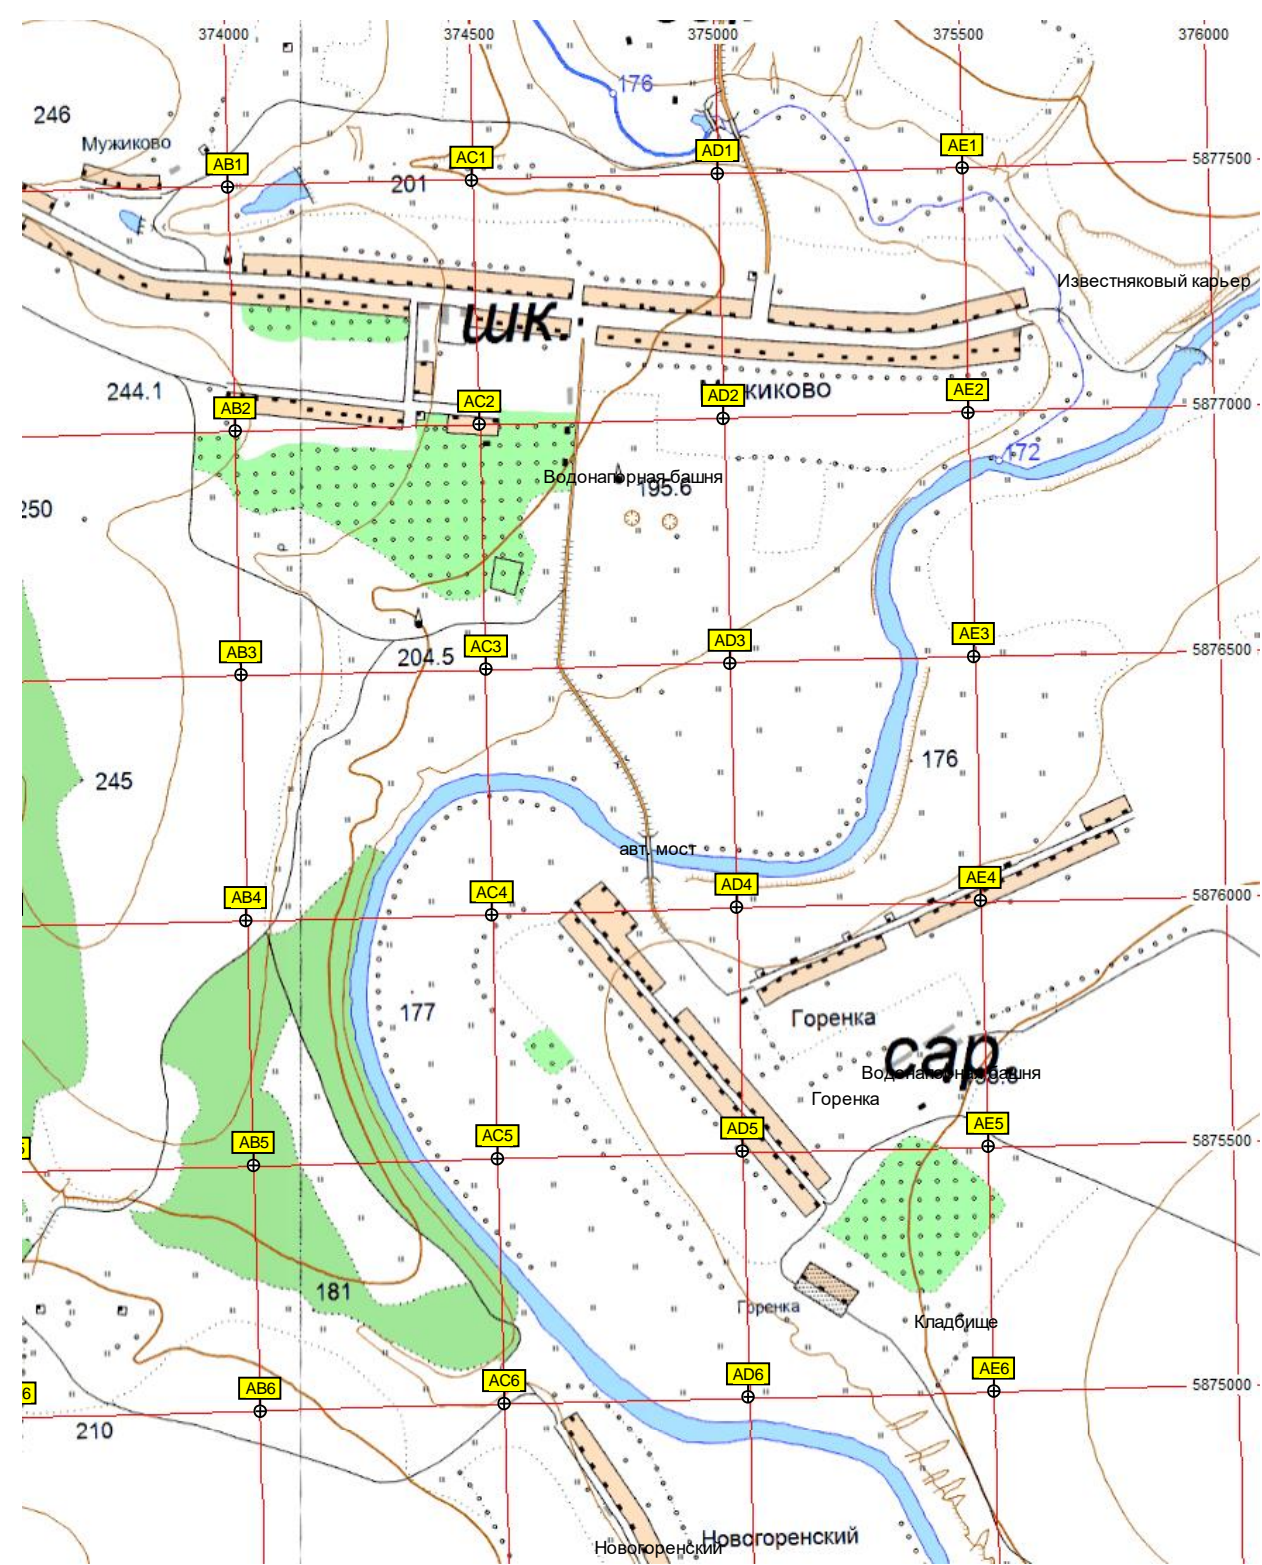 374000 374500 375000 375500 376000
176
246
Мужиково
AB1 AC1 AD1 AE1 5877500
201
Известняковый карьер
шк.
244.1
AB2 AC2 AD2 AE2 5877000
172
Водонапорная башня
195.6
250
AB3 AC3 AD3 AE3 5876500
204.5
176
245
авт. мост
AB4 AC4 AD4 AE4 5876000
177
Горенка
сар.
Водонапорная башня
Горенка
AB5 AC5 AD5 AE5 5875500
5
181
Горенка
Кладбище
6
AB6 AC6 AD6 AE6 5875000
210
Новогоренский
Новогоренский